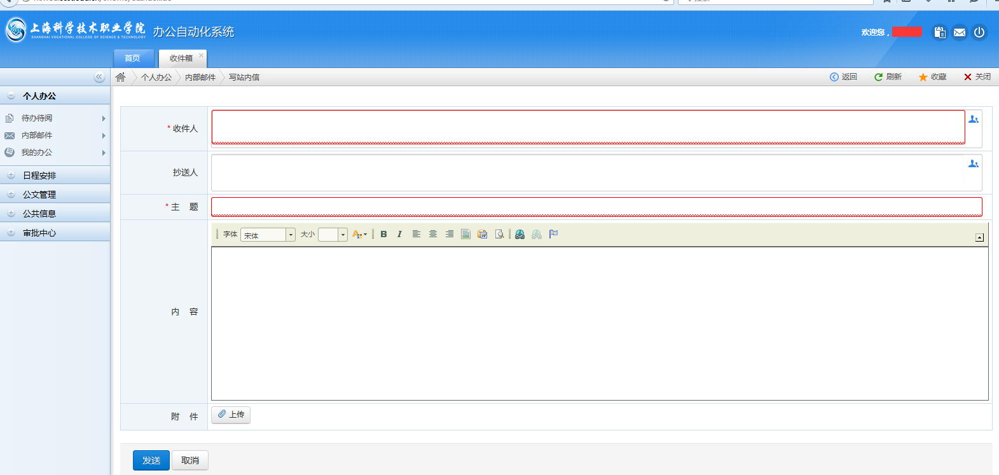 上海科学技术职业学院
SHANGHAI VOCATIONAL COLLEGE OF SCIENCE & TECHNOLOGY
办公自动化系统
欢迎您，
首页
收件箱
个人办公 内部邮件 写站内信
返回 刷新 收藏 关闭
个人办公
待办待阅
内部邮件
我的办公
日程安排
公文管理
公共信息
审批中心
* 收件人
抄送人
* 主 题
字体 宋体 大小
B I
内 容
附 件
上传
发送 取消